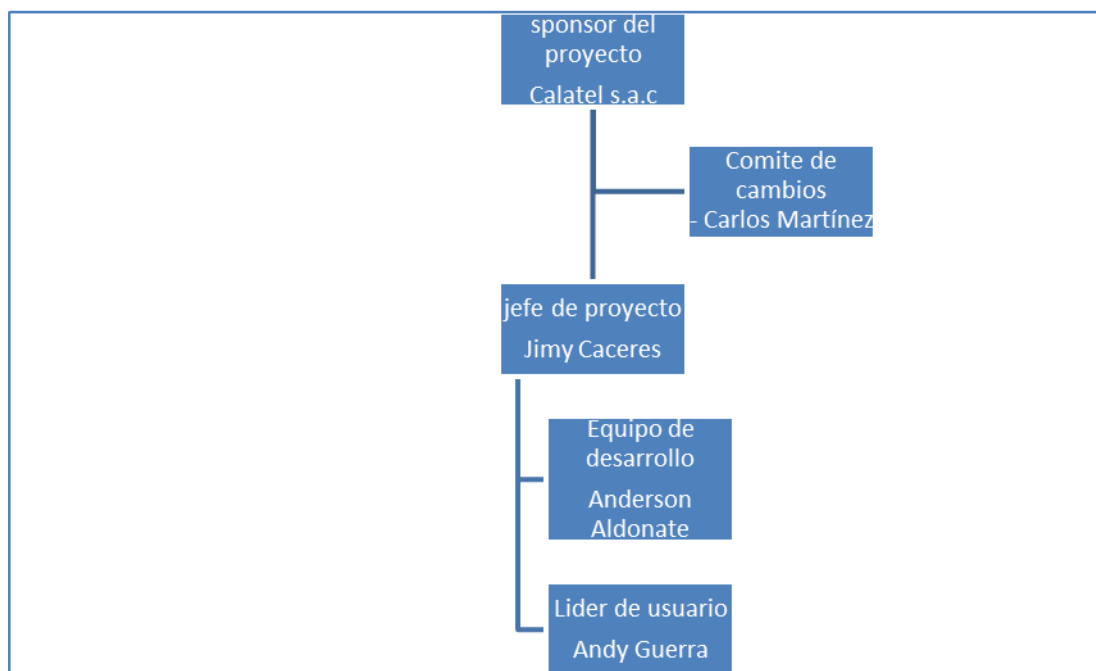 sponsor del
proyecto
Calatel s.a.c
Comite de
cambios
- Carlos Martínez
jefe de proyecto
Jimy Caceres
Equipo de
desarrollo
Anderson
Aldonate
Lider de usuario
Andy Guerra